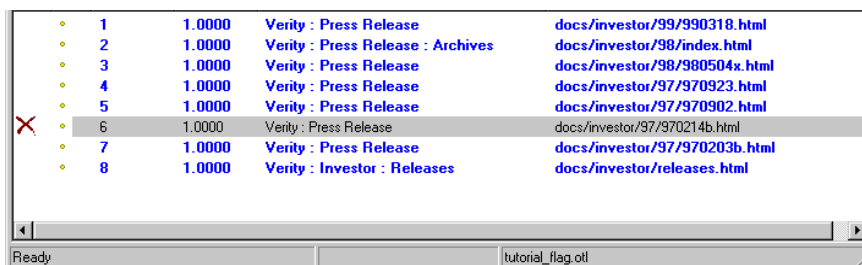 1 1.0000 Verity : Press Release docs/investor/99/990318.html
2 1.0000 Verity : Press Release : Archives docs/investor/98/index.html
3 1.0000 Verity : Press Release docs/investor/98/980504x.html
4 1.0000 Verity : Press Release docs/investor/97/970923.html
5 1.0000 Verity : Press Release docs/investor/97/970902.html
6 1.0000 Verity : Press Release docs/investor/97/970214b.html
7 1.0000 Verity : Press Release docs/investor/97/970203b.html
8 1.0000 Verity : Investor : Releases docs/investor/releases.html
Ready tutorial_flag.otl